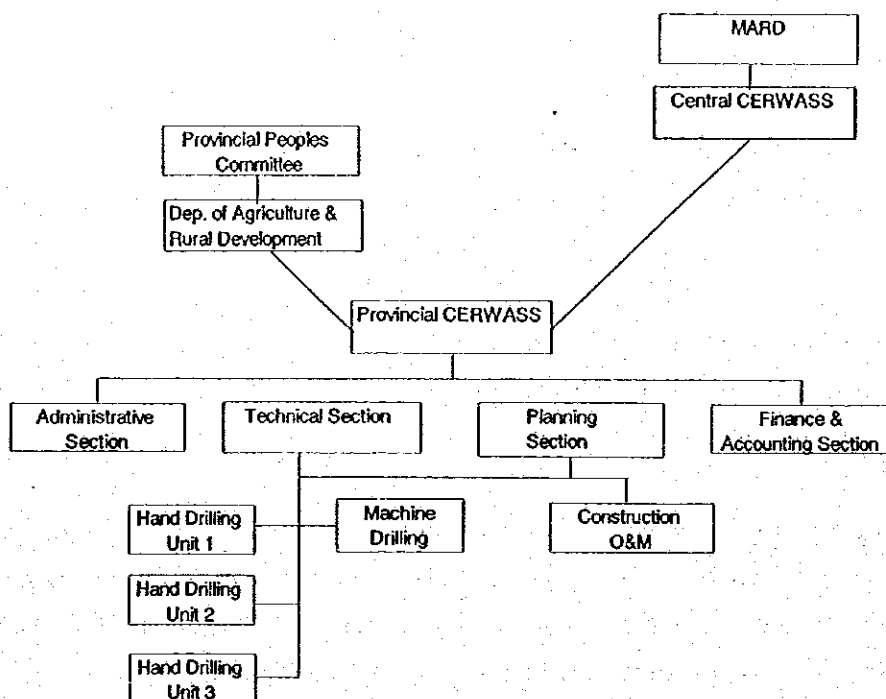 MARD
Central CERWASS
Provincial Peoples
Committee
Dep. of Agriculture &
Rural Development
Provincial CERWASS
Administrative
Section
Technical Section
Planning
Section
Finance &
Accounting Section
Hand Drilling
Unit 1
Machine
Drilling
Construction
O&M
Hand Drilling
Unit 2
Hand Drilling
Unit 3